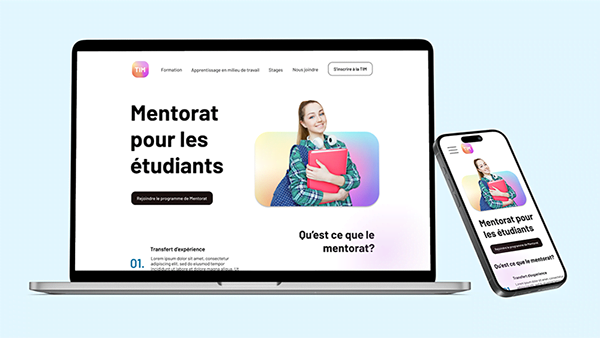 TIM Formation Apprentissage en milieu de travail Stages Nous joindre S'inscrire à la TIM
Mentorat
pour les
étudiants
Rejoindre le programme de Mentorat
Qu'est ce que le
mentorat?
01. Transfert d'expérience
Lorem ipsum dolor sit amet, consectetur
adipiscing elit, sed do eiusmod tempor
incididunt ut labore et dolore magna aliqua. Ut
TIM
Mentorat pour
les étudiants
Rejoindre le programme de Mentorat
Qu'est ce que le mentorat?
Transfert d'expérience